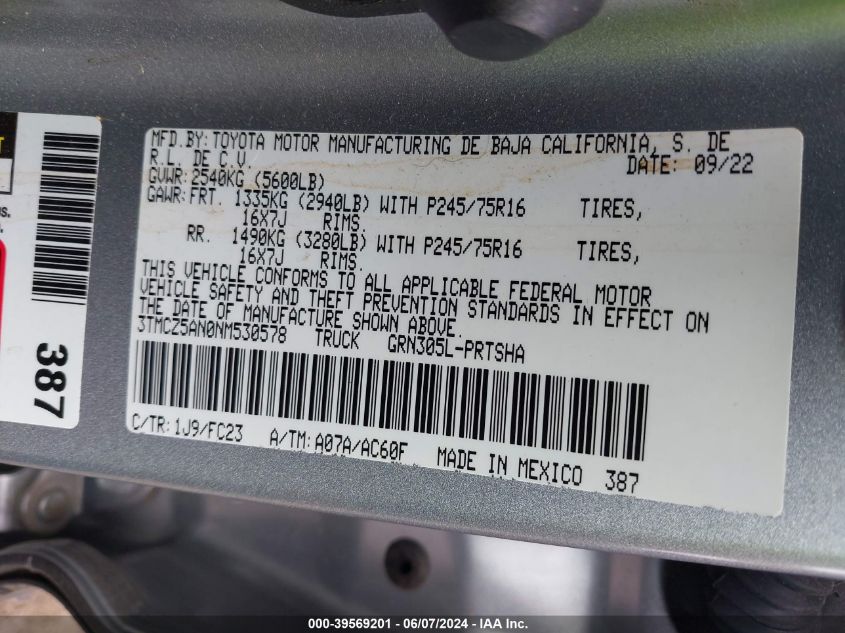 MFD.BY: TOYOTA MOTOR MANUFACTURING DE BAJA CALIFORNIA, S. DE
R.L. DE C.V.
DATE: 09/22
GVWR: 2540KG (5600LB)
GAWR: FRT. 1335KG (2940LB) WITH P245/75R16 TIRES,
16X7J RIMS.
RR. 1490KG (3280LB) WITH P245/75R16 TIRES,
16X7J RIMS.
THIS VEHICLE CONFORMS TO ALL APPLICABLE FEDERAL MOTOR
VEHICLE SAFETY AND THEFT PREVENTION STANDARDS IN EFFECT ON
THE DATE OF MANUFACTURE SHOWN ABOVE.
3TMCZ5AN0NM530578 TRUCK GRN305L-PRTSHA
C/TR: 1J9/FC23 A/TM: A07A/AC60F MADE IN MEXICO 387
387
000-39569201 - 06/07/2024 - IAA Inc.